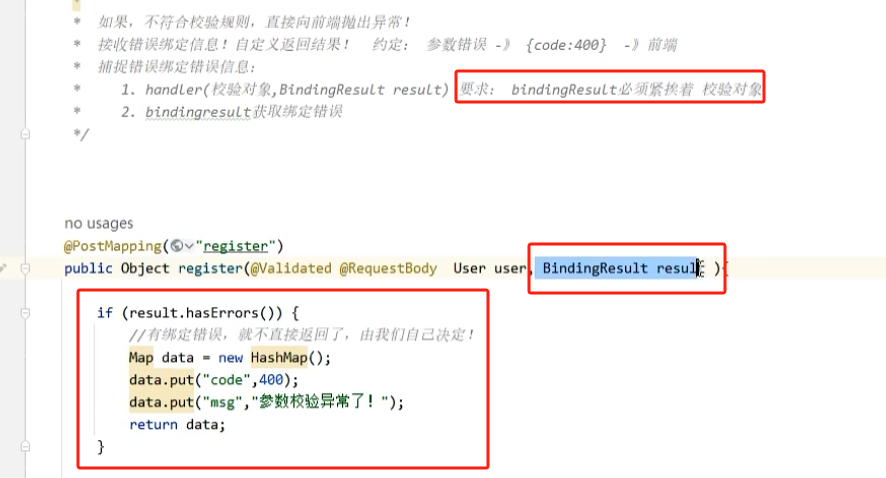 *  如果，不符合校验规则，直接向前端抛出异常！
*  接收错误绑定信息！自定义返回结果！  约定： 参数错误 -》 {code:400}  -》前端
*  捕捉错误绑定错误信息：
*     1. handler(校验对象,BindingResult result) 要求： bindingResult必须紧挨着 校验对象
*     2. bindingresult获取绑定错误
*/
no usages
@PostMapping("register")
public Object register(@Validated @RequestBody  User user, BindingResult result ){
if (result.hasErrors()) {
//有绑定错误，就不直接返回了，由我们自己决定！
Map data = new HashMap();
data.put("code",400);
data.put("msg","参数校验异常了！");
return data;
}